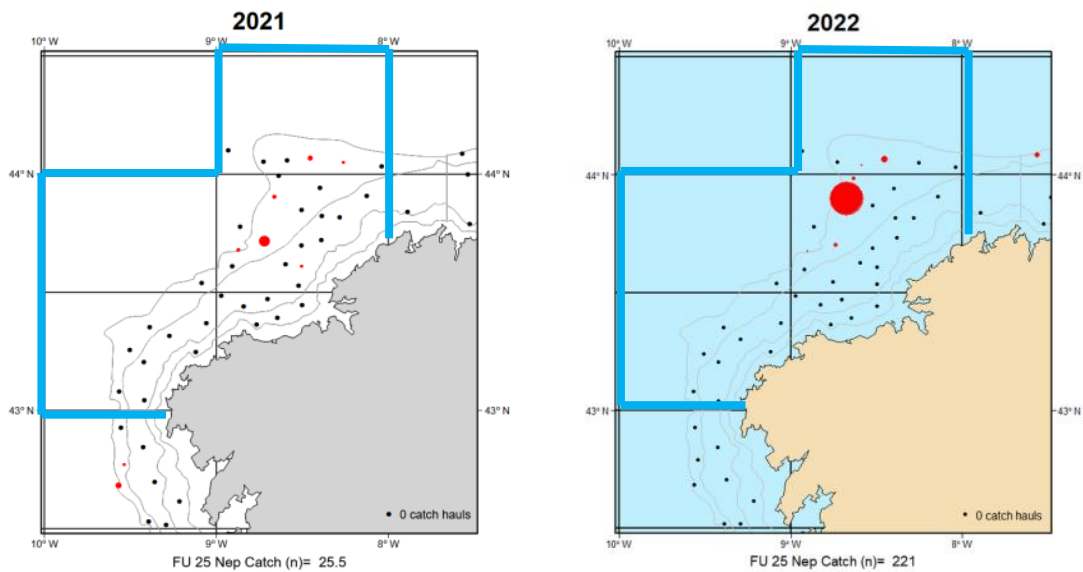 2021
10° W
9° W
8° W
44° N
44° N
43° N
43° N
0 catch hauls
10° W
9° W
8° W
FU 25 Nep Catch (n)= 25.5
2022
10° W
9° W
8° W
44° N
44° N
43° N
43° N
0 catch hauls
10° W
9° W
8° W
FU 25 Nep Catch (n)= 221